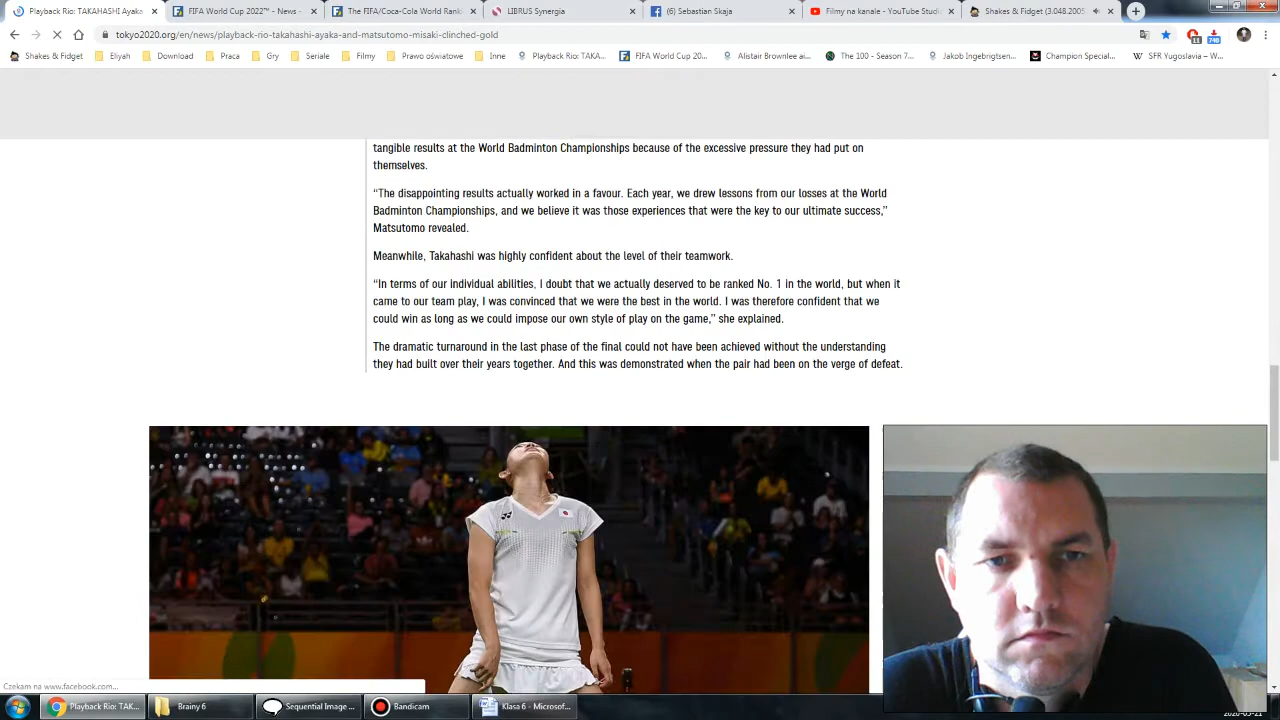 Playback Rio: TAKAHASHI Ayaka
FIFA World Cup 2022™ - News -
The FIFA/Coca-Cola World Ranki
LIBRUS Synergia
(6) Sebastian Skaja
Filmy na kanale - YouTube Studio
Shakes & Fidget (3.048.2005
tokyo2020.org/en/news/playback-rio-takahashi-ayaka-and-matsutomo-misaki-clinched-gold
11
740
Shakes & Fidget
Eliyah
Download
Praca
Gry
Seriale
Filmy
Prawo oświatowe
Inne
Playback Rio: TAKA...
FIFA World Cup 20...
Alistair Brownlee ai...
The 100 - Season 7...
Jakob Ingebrigtsen...
Champion Special...
SFR Yugoslavia – W...
tangible results at the World Badminton Championships because of the excessive pressure they had put on
themselves.
“The disappointing results actually worked in a favour. Each year, we drew lessons from our losses at the World
Badminton Championships, and we believe it was those experiences that were the key to our ultimate success,”
Matsutomo revealed.
Meanwhile, Takahashi was highly confident about the level of their teamwork.
“In terms of our individual abilities, I doubt that we actually deserved to be ranked No. 1 in the world, but when it
came to our team play, I was convinced that we were the best in the world. I was therefore confident that we
could win as long as we could impose our own style of play on the game,” she explained.
The dramatic turnaround in the last phase of the final could not have been achieved without the understanding
they had built over their years together. And this was demonstrated when the pair had been on the verge of defeat.
Czekam na www.facebook.com...
Playback Rio: TAK...
Brainy 6
Sequential Image ...
Bandicam
Klasa 6 - Microsof...
2020-05-21